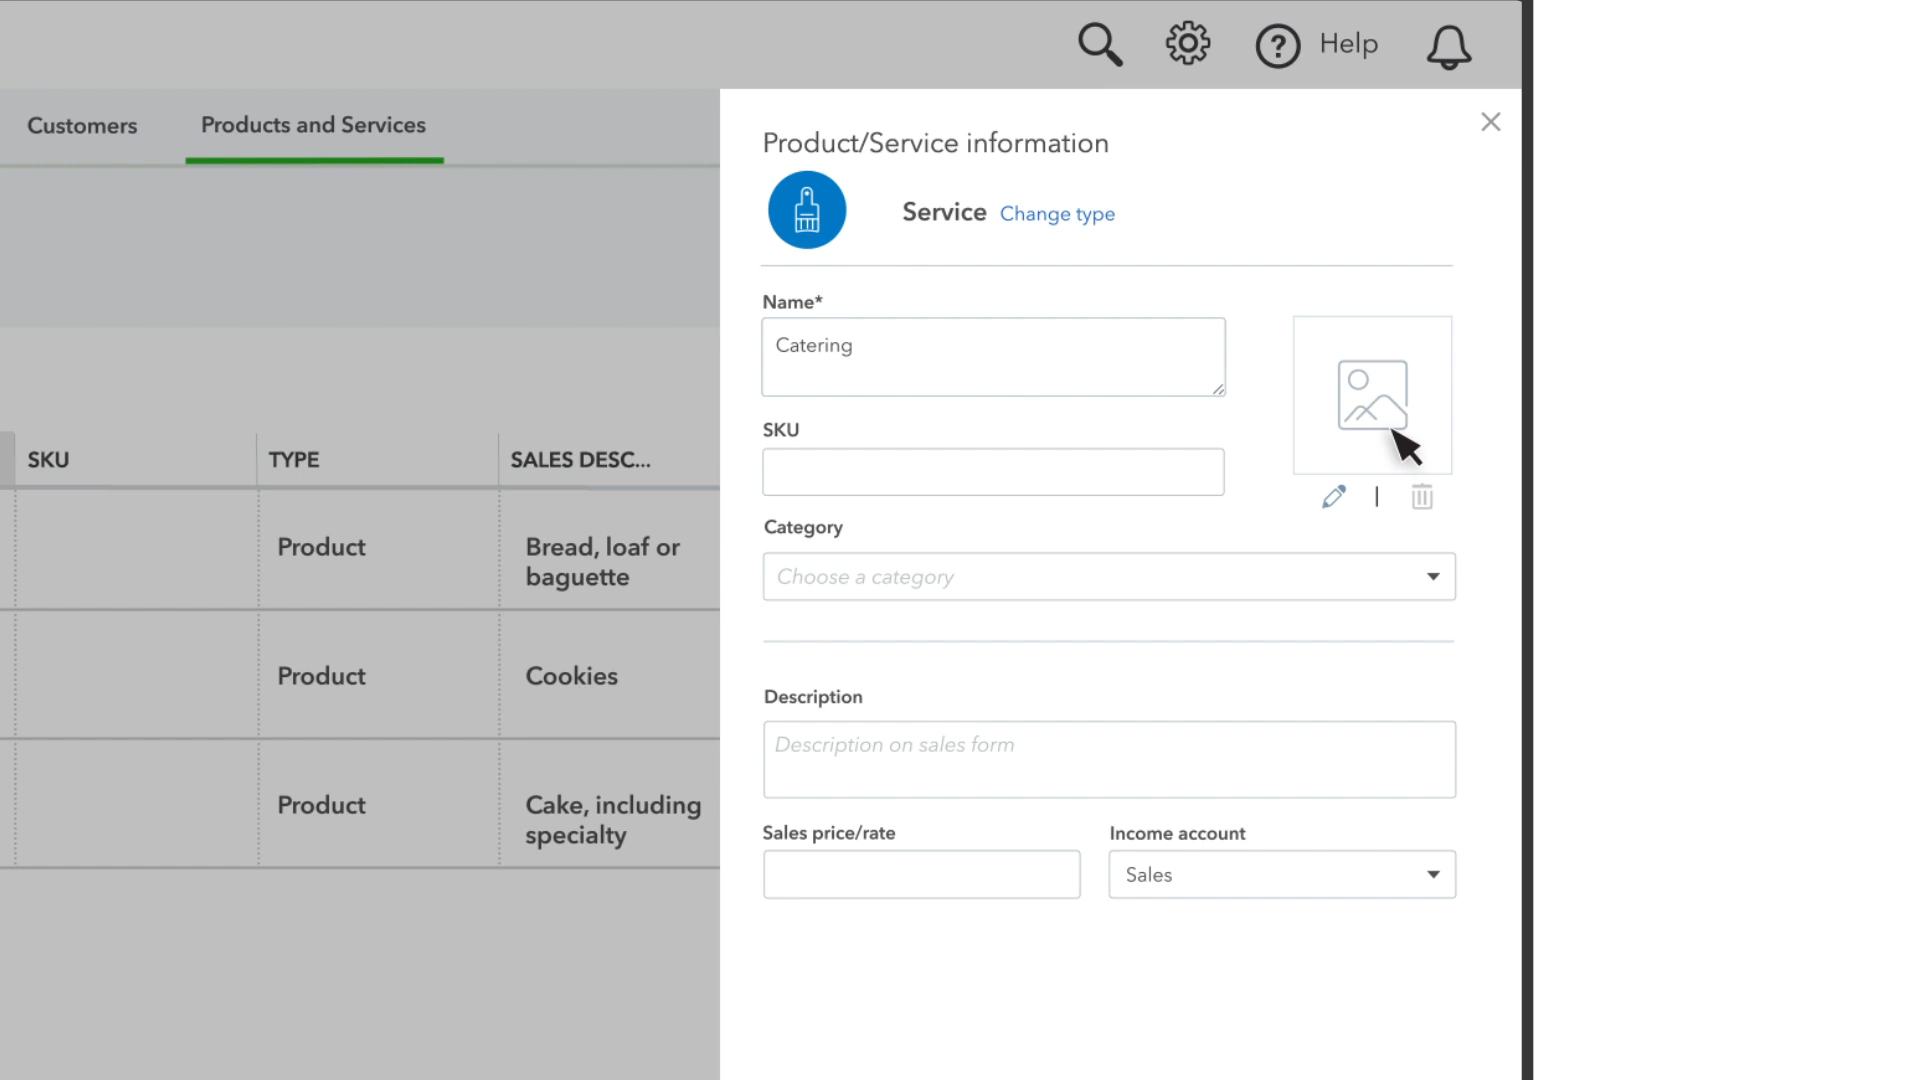 Help
Customers
Products and Services
Product/Service information
Service Change type
Name*
Catering
SKU
Category
Choose a category
Description
Description on sales form
Sales price/rate
Income account
Sales
SKU
TYPE
SALES DESC...
Product
Bread, loaf or
baguette
Product
Cookies
Product
Cake, including
specialty